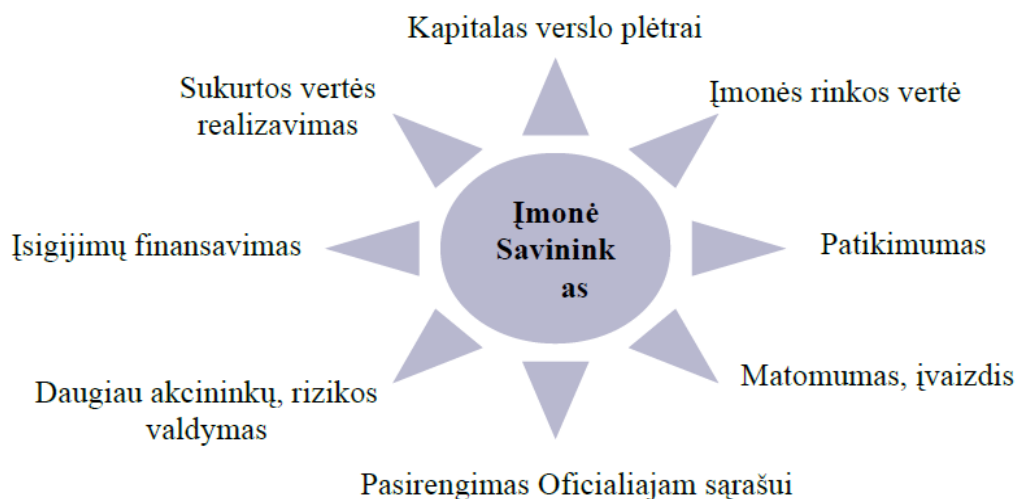 Kapitalas verslo plėtrai
Sukurtos vertės
realizavimas
Įmonės rinkos vertė
Įmonė
Savinink
as
Įsigijimų finansavimas
Patikimumas
Daugiau akcininkų, rizikos
valdymas
Matomumas, įvaizdis
Pasirengimas Oficialiajam sąrašui